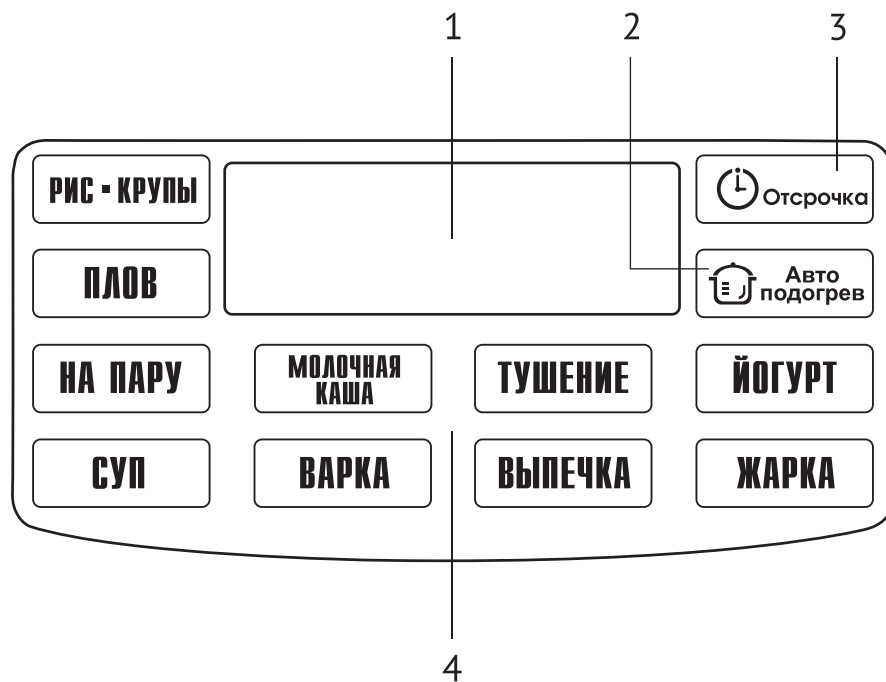 1
2
3
РИС - КРУПЫ
Отсрочка
ПЛОВ
Авто
подогрев
НА ПАРУ
МОЛОЧНАЯ
КАША
ТУШЕНИЕ
ЙОГУРТ
СУП
ВАРКА
ВЫПЕЧКА
ЖАРКА
4